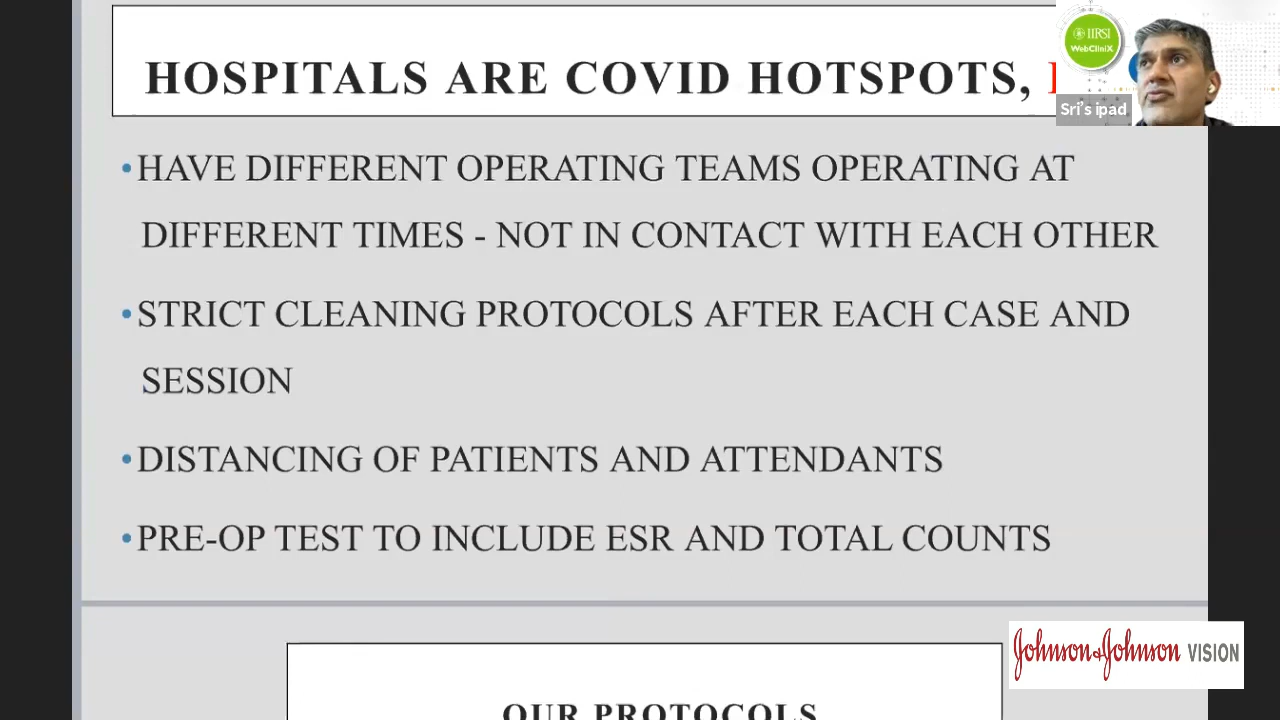 HOSPITALS ARE COVID HOTSPOTS,
IIRSI
WebCliniX
Sri's ipad
•HAVE DIFFERENT OPERATING TEAMS OPERATING AT
DIFFERENT TIMES - NOT IN CONTACT WITH EACH OTHER
•STRICT CLEANING PROTOCOLS AFTER EACH CASE AND
SESSION
•DISTANCING OF PATIENTS AND ATTENDANTS
•PRE-OP TEST TO INCLUDE ESR AND TOTAL COUNTS
Johnson & Johnson VISION
OUR PROTOCOLS